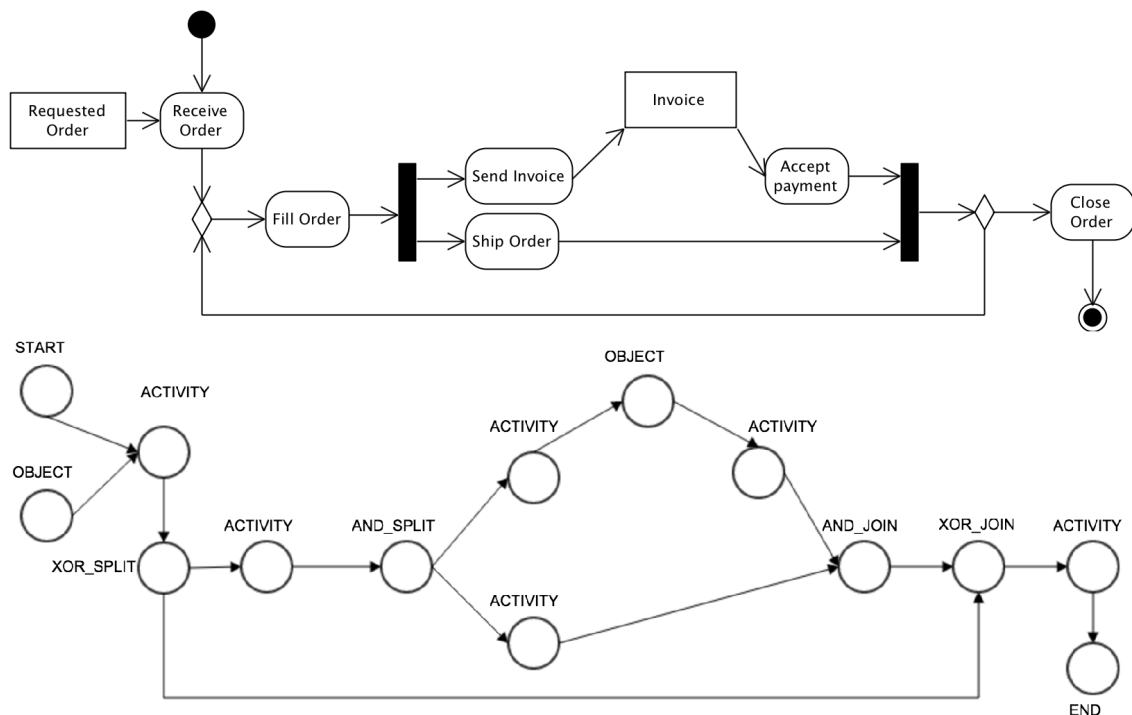 Requested
Order
Receive
Order
Fill Order
Send Invoice
Ship Order
Invoice
Accept
payment
Close
Order
START
ACTIVITY
OBJECT
XOR_SPLIT
ACTIVITY
AND_SPLIT
ACTIVITY
ACTIVITY
OBJECT
ACTIVITY
AND_JOIN
XOR_JOIN
ACTIVITY
END